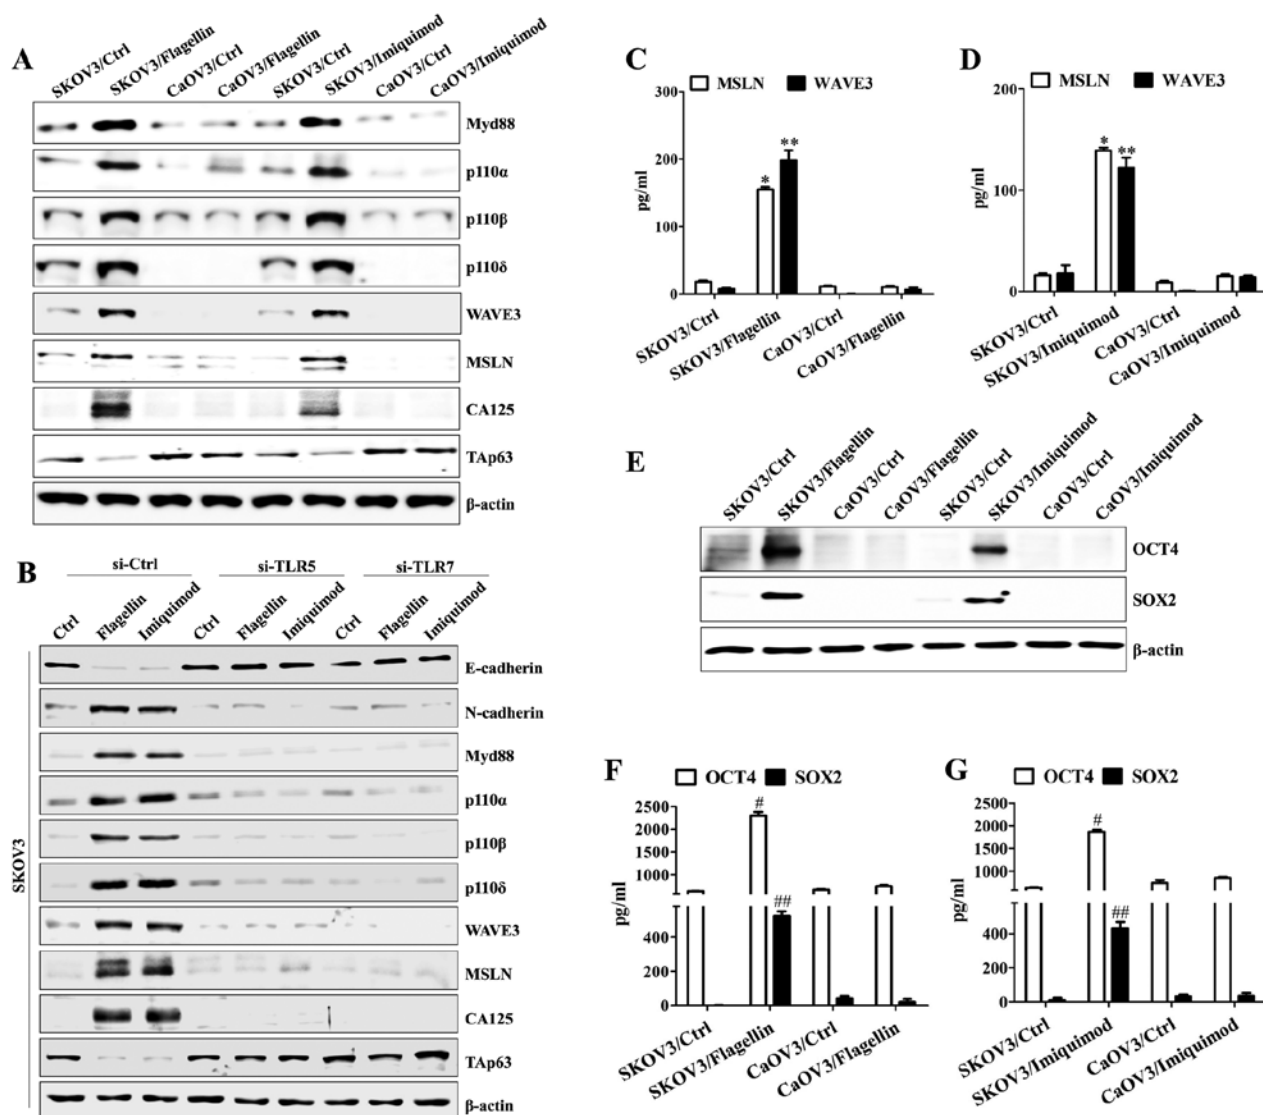 A
SKOV3/Ctrl
SKOV3/Flagellin
CaOV3/Ctrl
CaOV3/Flagellin
SKOV3/Ctrl
SKOV3/Imiquimod
CaOV3/Ctrl
CaOV3/Imiquimod
Myd88
p110α
p110β
p110δ
WAVE3
MSLN
CA125
TAp63
β-actin
B
si-Ctrl si-TLR5 si-TLR7
Ctrl
Flagellin
Imiquimod
Ctrl
Flagellin
Imiquimod
Ctrl
Flagellin
Imiquimod
SKOV3
E-cadherin
N-cadherin
Myd88
p110α
p110β
p110δ
WAVE3
MSLN
CA125
TAp63
β-actin
C
MSLN WAVE3
pg/ml
300
200
100
0
*
**
SKOV3/Ctrl
SKOV3/Flagellin
CaOV3/Ctrl
CaOV3/Flagellin
D
MSLN WAVE3
pg/ml
200
100
0
*
**
SKOV3/Ctrl
SKOV3/Imiquimod
CaOV3/Ctrl
CaOV3/Imiquimod
E
SKOV3/Ctrl
SKOV3/Flagellin
CaOV3/Ctrl
CaOV3/Flagellin
SKOV3/Ctrl
SKOV3/Imiquimod
CaOV3/Ctrl
CaOV3/Imiquimod
OCT4
SOX2
β-actin
F
OCT4 SOX2
pg/ml
2500
2000
1500
1000
400
200
0
#
##
SKOV3/Ctrl
SKOV3/Flagellin
CaOV3/Ctrl
CaOV3/Flagellin
G
OCT4 SOX2
pg/ml
2500
2000
1500
1000
400
200
0
#
##
SKOV3/Ctrl
SKOV3/Imiquimod
CaOV3/Ctrl
CaOV3/Imiquimod